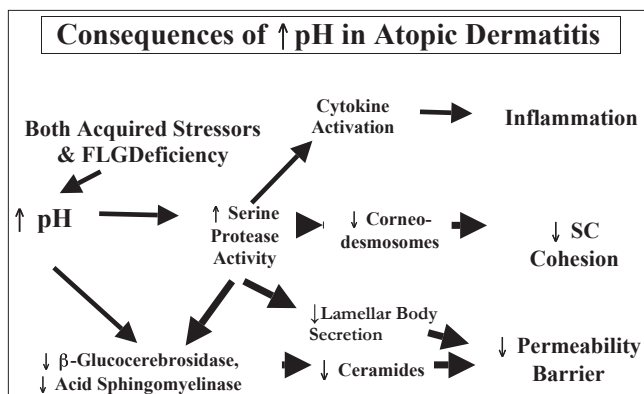 Consequences of ↑ pH in Atopic Dermatitis
Both Acquired Stressors
& FLGDeficiency
↑ pH
↑ Serine
Protease
Activity
Cytokine
Activation
Inflammation
↓ Corneo-
desmosomes
↓ SC
Cohesion
↓Lamellar Body
Secretion
↓ β-Glucocerebrosidase,
↓ Acid Sphingomyelinase
↓ Ceramides
↓ Permeability
Barrier